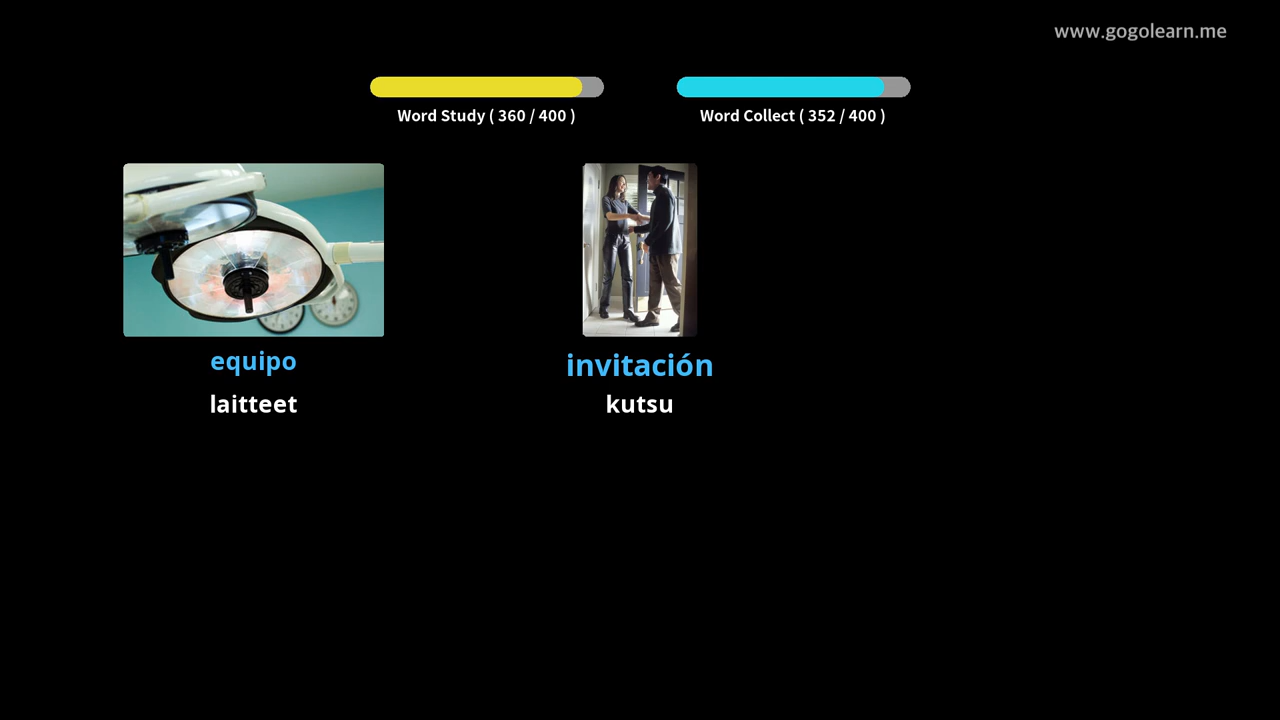 www.gogolearn.me
Word Study ( 360 / 400 )
Word Collect ( 352 / 400 )
equipo
laitteet
invitación
kutsu